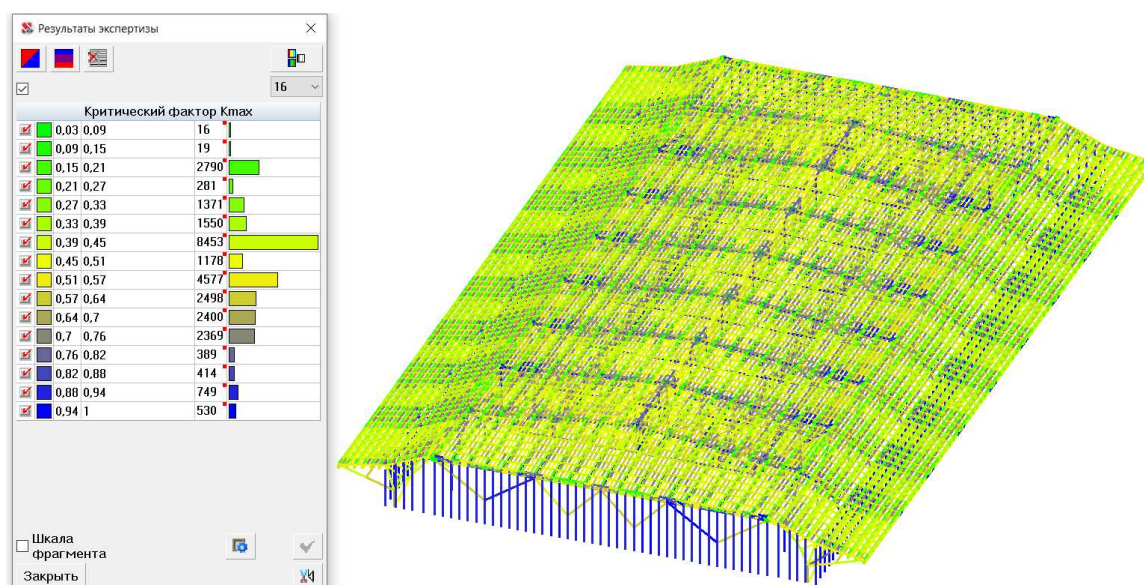 Результаты экспертизы
16
Критический фактор Kmax
0,03 0,09 16
0,09 0,15 19
0,15 0,21 2790
0,21 0,27 281
0,27 0,33 1371
0,33 0,39 1550
0,39 0,45 8453
0,45 0,51 1178
0,51 0,57 4577
0,57 0,64 2498
0,64 0,7 2400
0,7 0,76 2369
0,76 0,82 389
0,82 0,88 414
0,88 0,94 749
0,94 1 530
Шкала
фрагмента
Закрыть